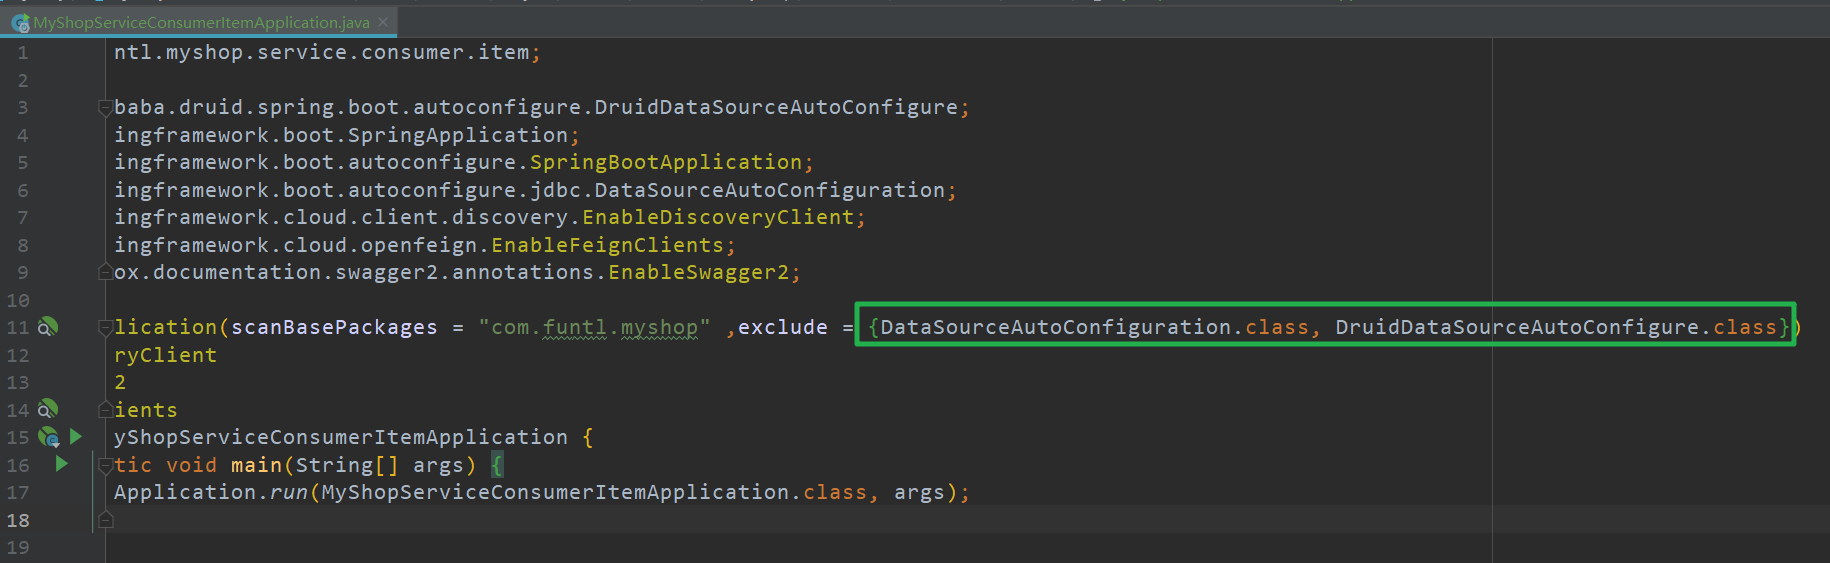 MyShopServiceConsumerItemApplication.java
1 ntl.myshop.service.consumer.item;
2
3 baba.druid.spring.boot.autoconfigure.DruidDataSourceAutoConfigure;
4 ingframework.boot.SpringApplication;
5 ingframework.boot.autoconfigure.SpringBootApplication;
6 ingframework.boot.autoconfigure.jdbc.DataSourceAutoConfiguration;
7 ingframework.cloud.client.discovery.EnableDiscoveryClient;
8 ingframework.cloud.openfeign.EnableFeignClients;
9 ox.documentation.swagger2.annotations.EnableSwagger2;
10
11 lication(scanBasePackages = "com.funtl.myshop" ,exclude = {DataSourceAutoConfiguration.class, DruidDataSourceAutoConfigure.class})
12 ryClient
13 2
14 ients
15 yShopServiceConsumerItemApplication {
16 tic void main(String[] args) {
17 Application.run(MyShopServiceConsumerItemApplication.class, args);
18
19